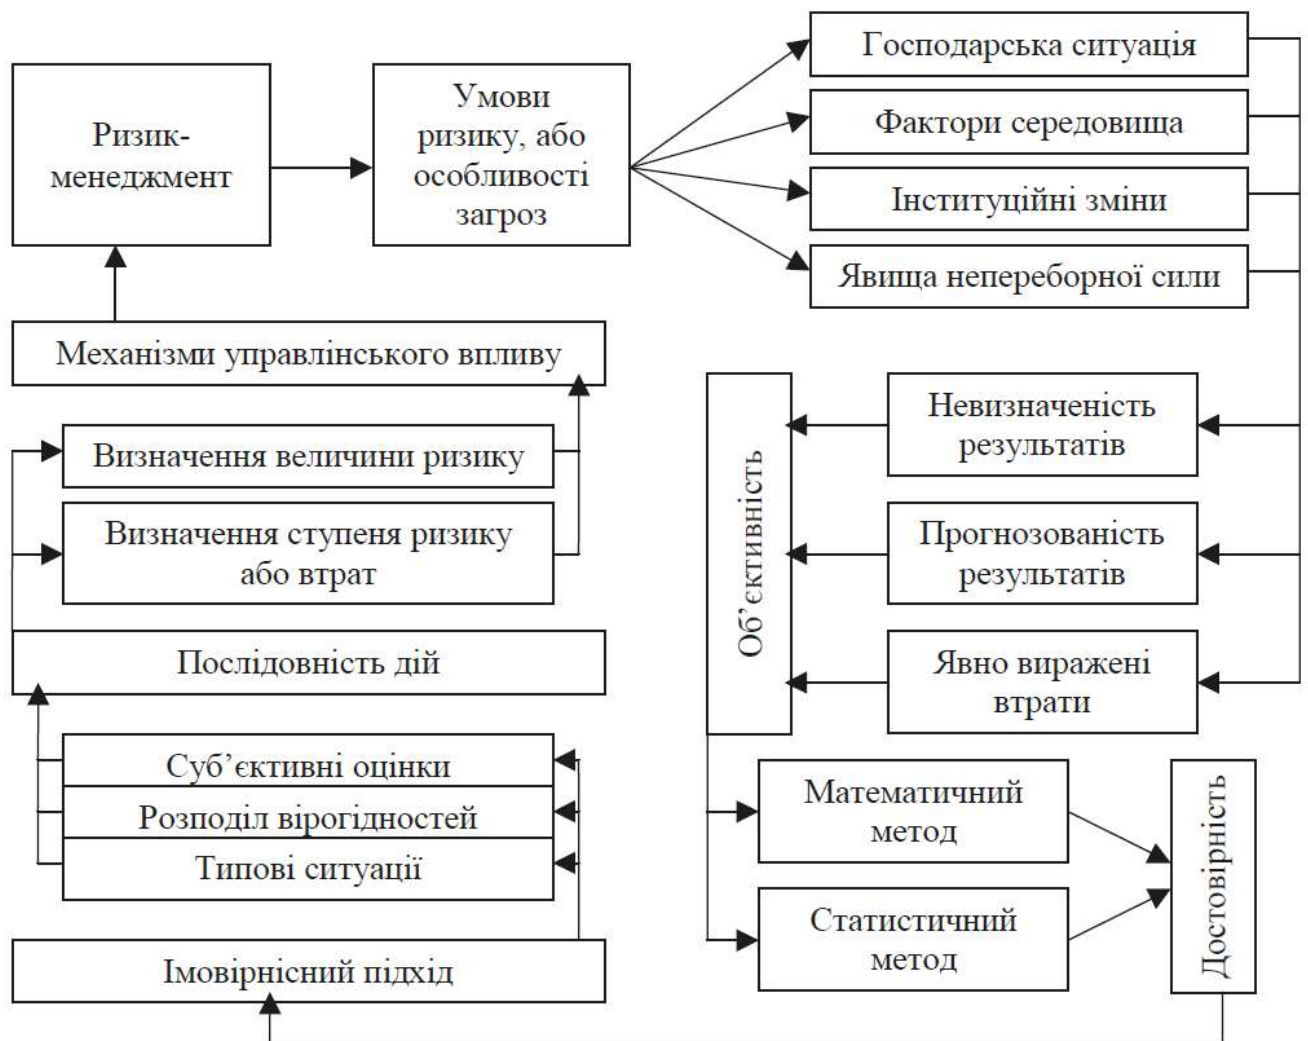 Ризик-
менеджмент
Умови
ризику, або
особливості
загроз
Господарська ситуація
Фактори середовища
Інституційні зміни
Явища непереборної сили
Механізми управлінського впливу
Визначення величини ризику
Визначення ступеня ризику
або втрат
Послідовність дій
Суб’єктивні оцінки
Розподіл вірогідностей
Типові ситуації
Імовірнісний підхід
Об’єктивність
Невизначеність
результатів
Прогнозованість
результатів
Явно виражені
втрати
Математичний
метод
Статистичний
метод
Достовірність